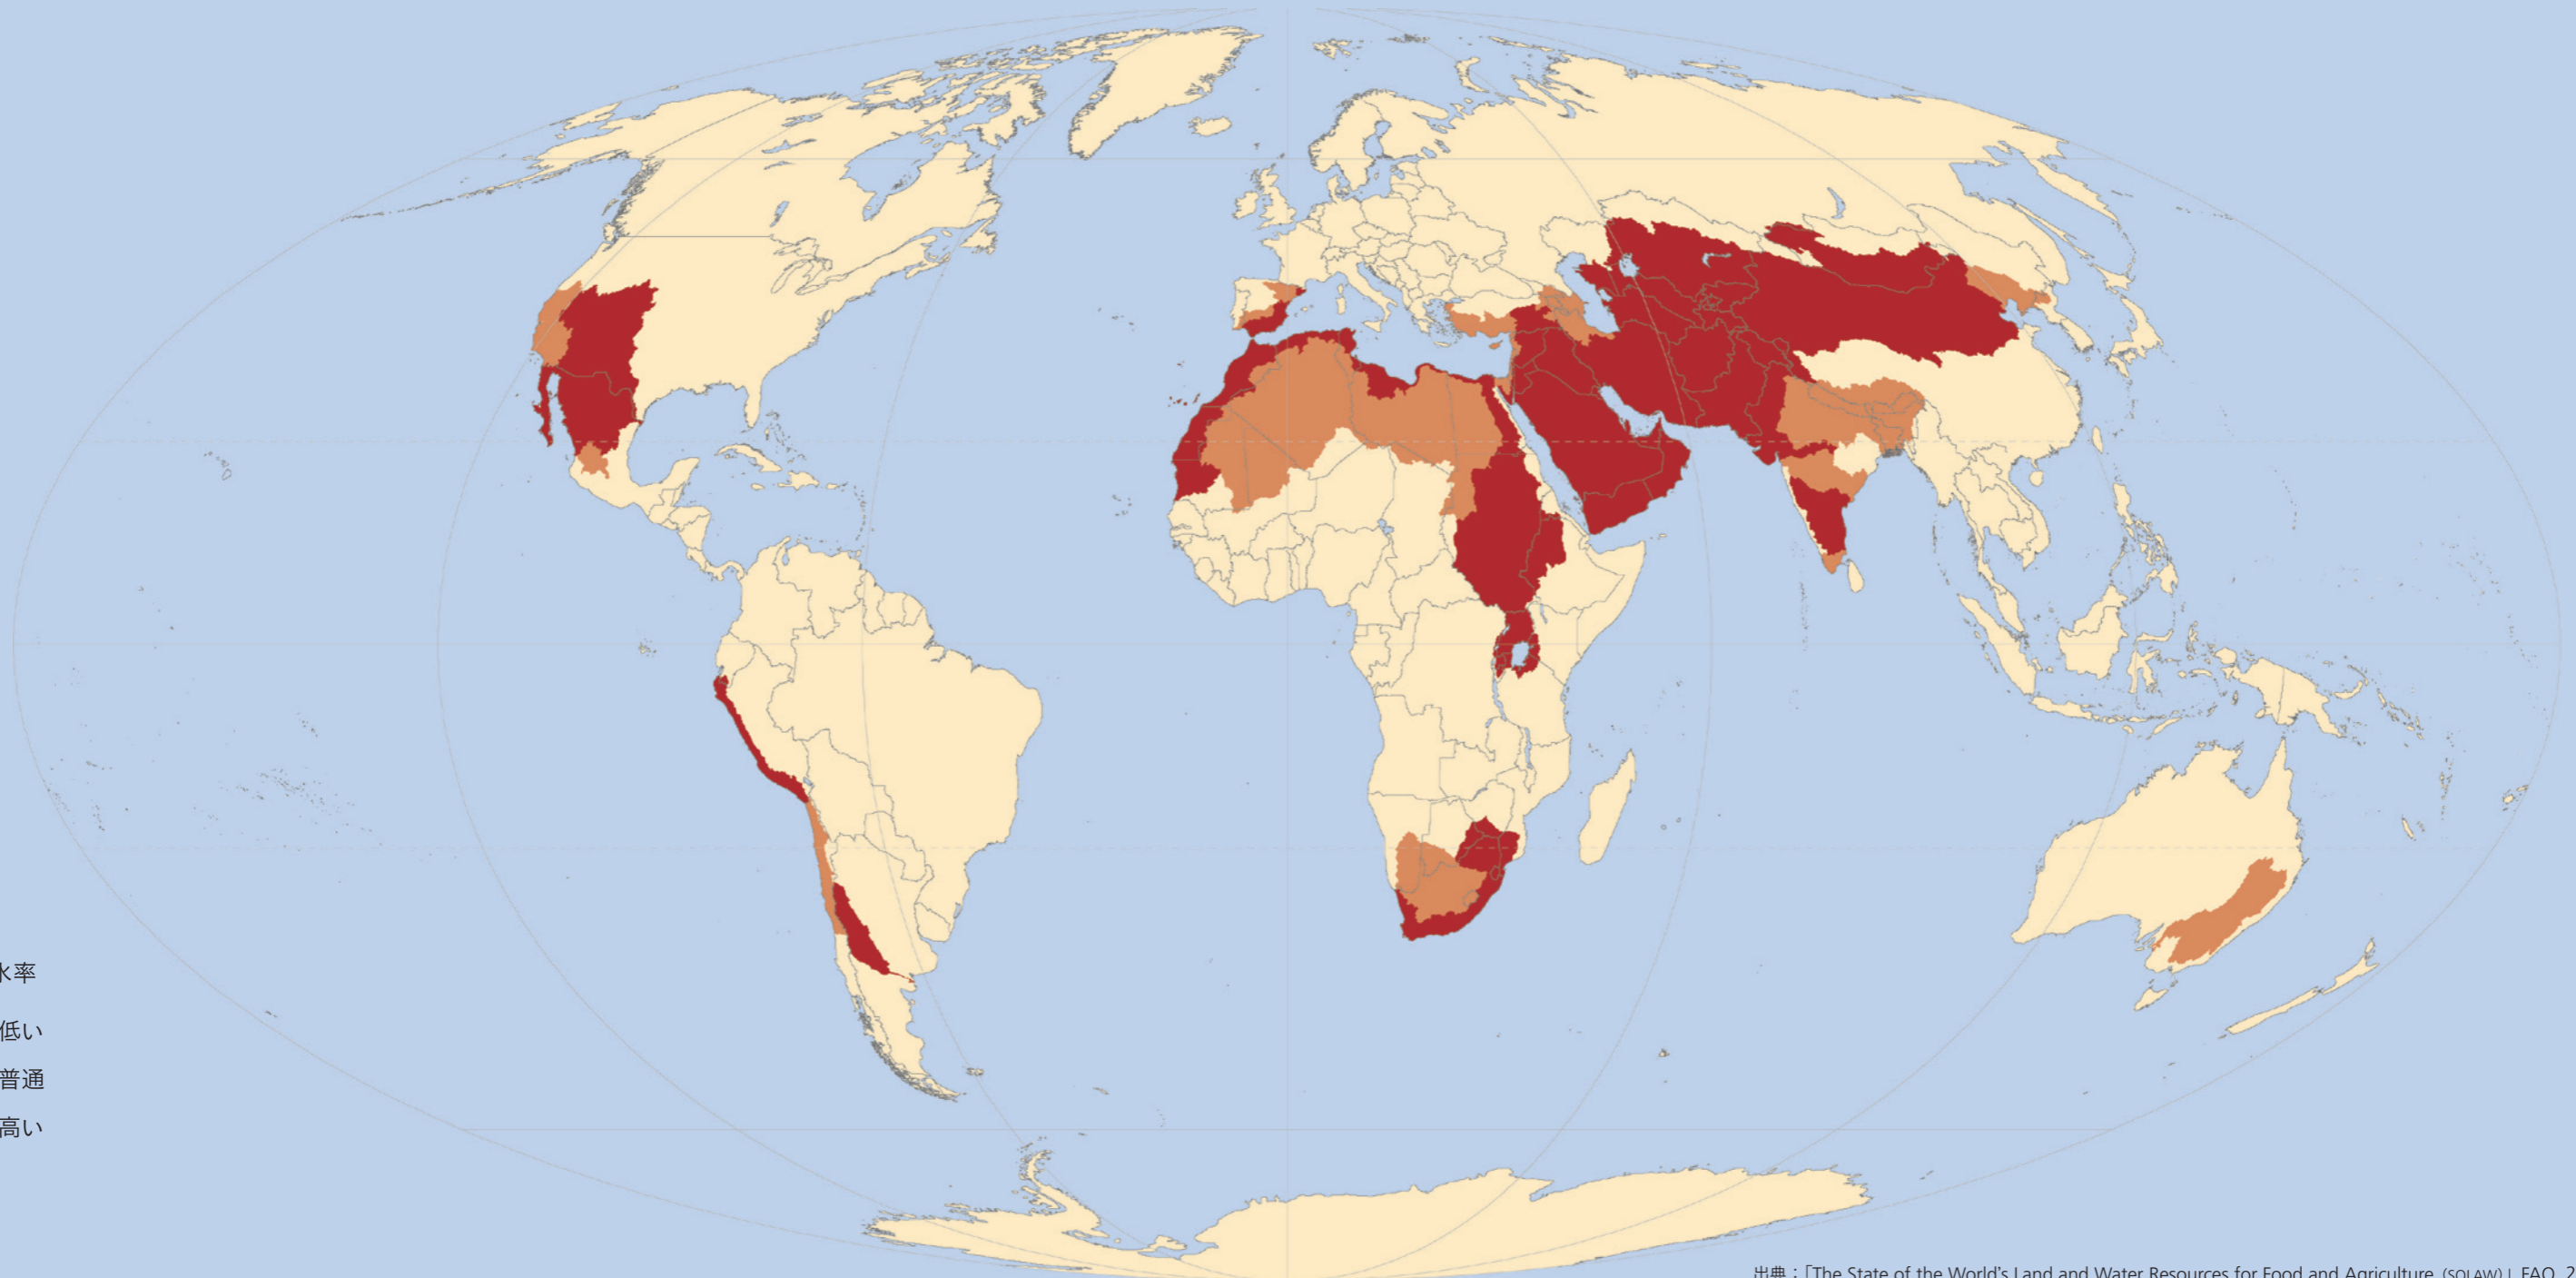 水率
低い
普通
高い
出典：「The State of the World's Land and Water Resources for Food and Agriculture (SOLAW)」 FAO, 2